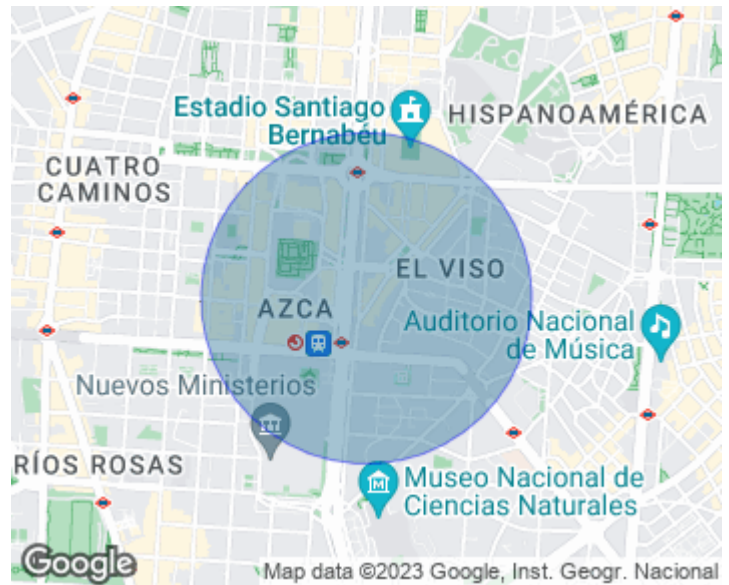 Estadio Santiago
Bernabéu
HISPANOAMÉRICA
CUATRO
CAMINOS
EL VISO
AZCA
Auditorio Nacional
de Música
Nuevos Ministerios
RÍOS ROSAS
Museo Nacional de
Ciencias Naturales
M
Google
Map data ©2023 Google, Inst. Geogr. Nacional